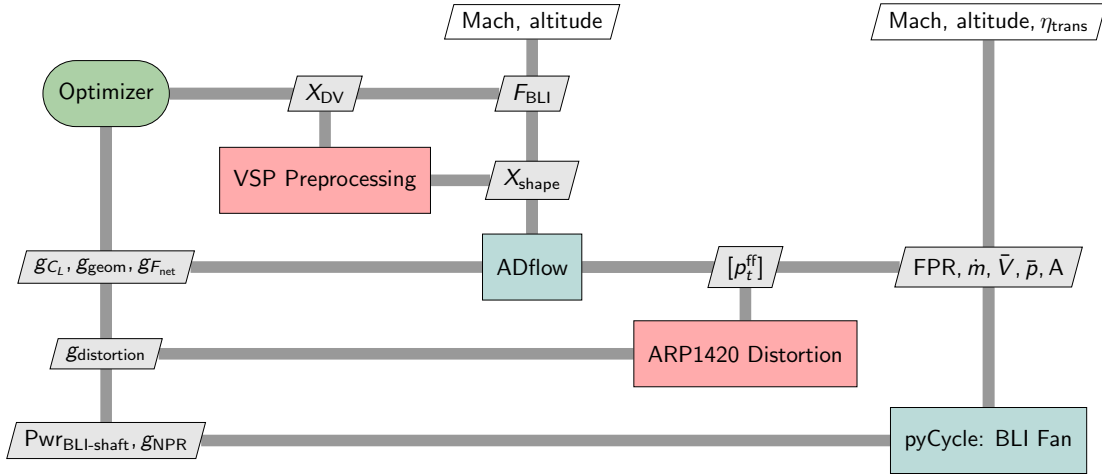 Mach, altitude
Mach, altitude, η_trans
Optimizer
X_DV
F_BLI
VSP Preprocessing
X_shape
g_{C_L}, g_geom, g_{F_net}
ADflow
[p_t^ff]
FPR, ṁ, V̄, p̄, A
g_distortion
ARP1420 Distortion
Pwr_BLI-shaft, g_NPR
pyCycle: BLI Fan